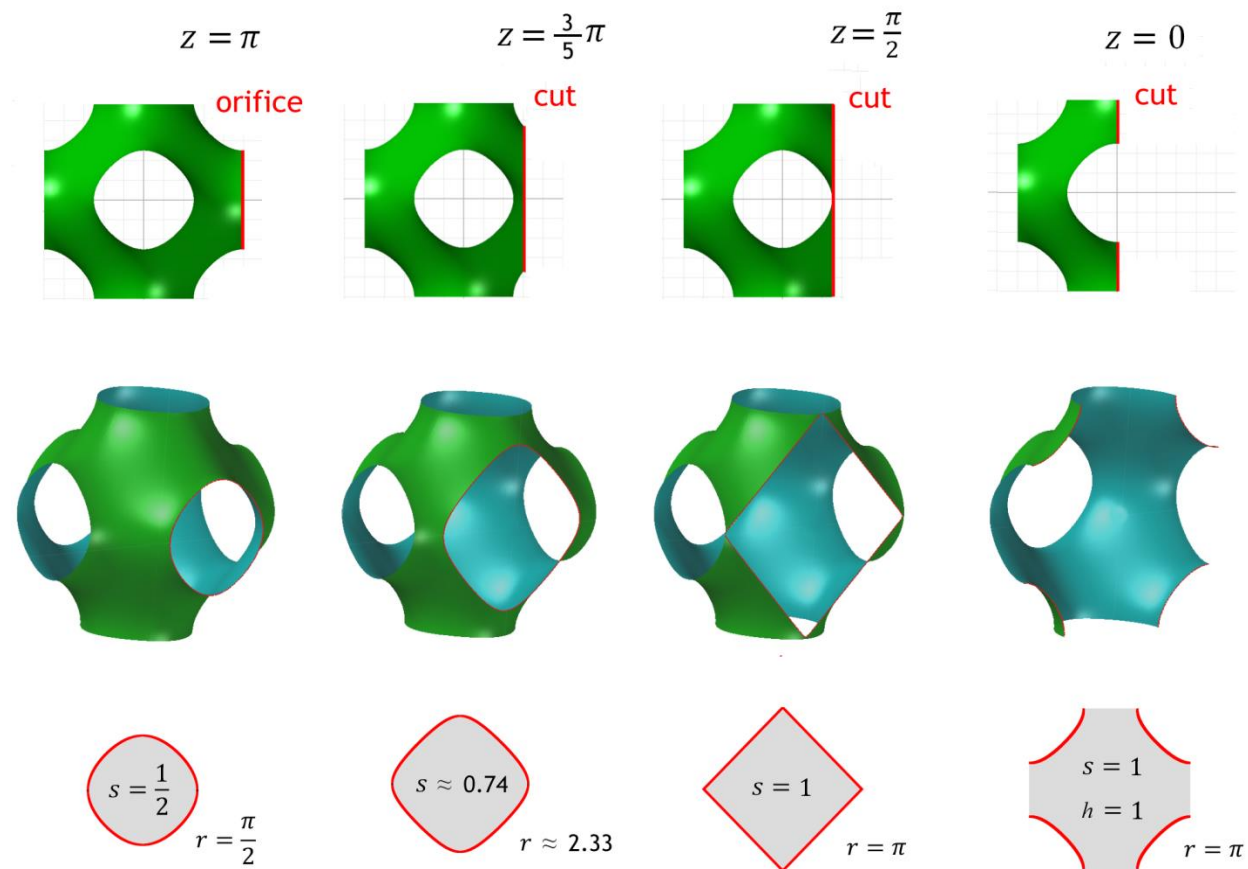 z = π
z = 3/5 π
z = π/2
z = 0
orifice
cut
cut
cut
s = 1/2
r = π/2
s ≈ 0.74
r ≈ 2.33
s = 1
r = π
s = 1
h = 1
r = π